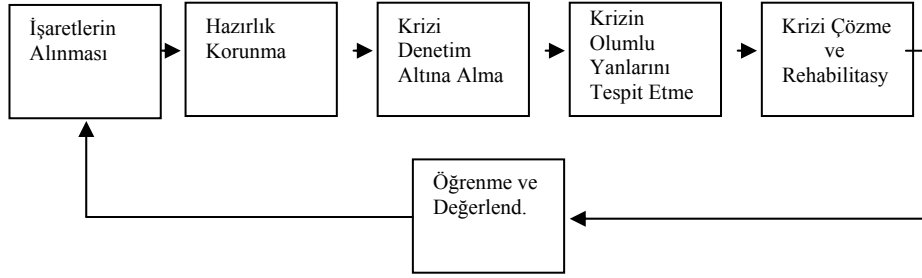 İşaretlerin
Alınması
Hazırlık
Korunma
Krizi
Denetim
Altına Alma
Krizin
Olumlu
Yanlarını
Tespit Etme
Krizi Çözme
ve
Rehabilitasy
Öğrenme ve
Değerlend.